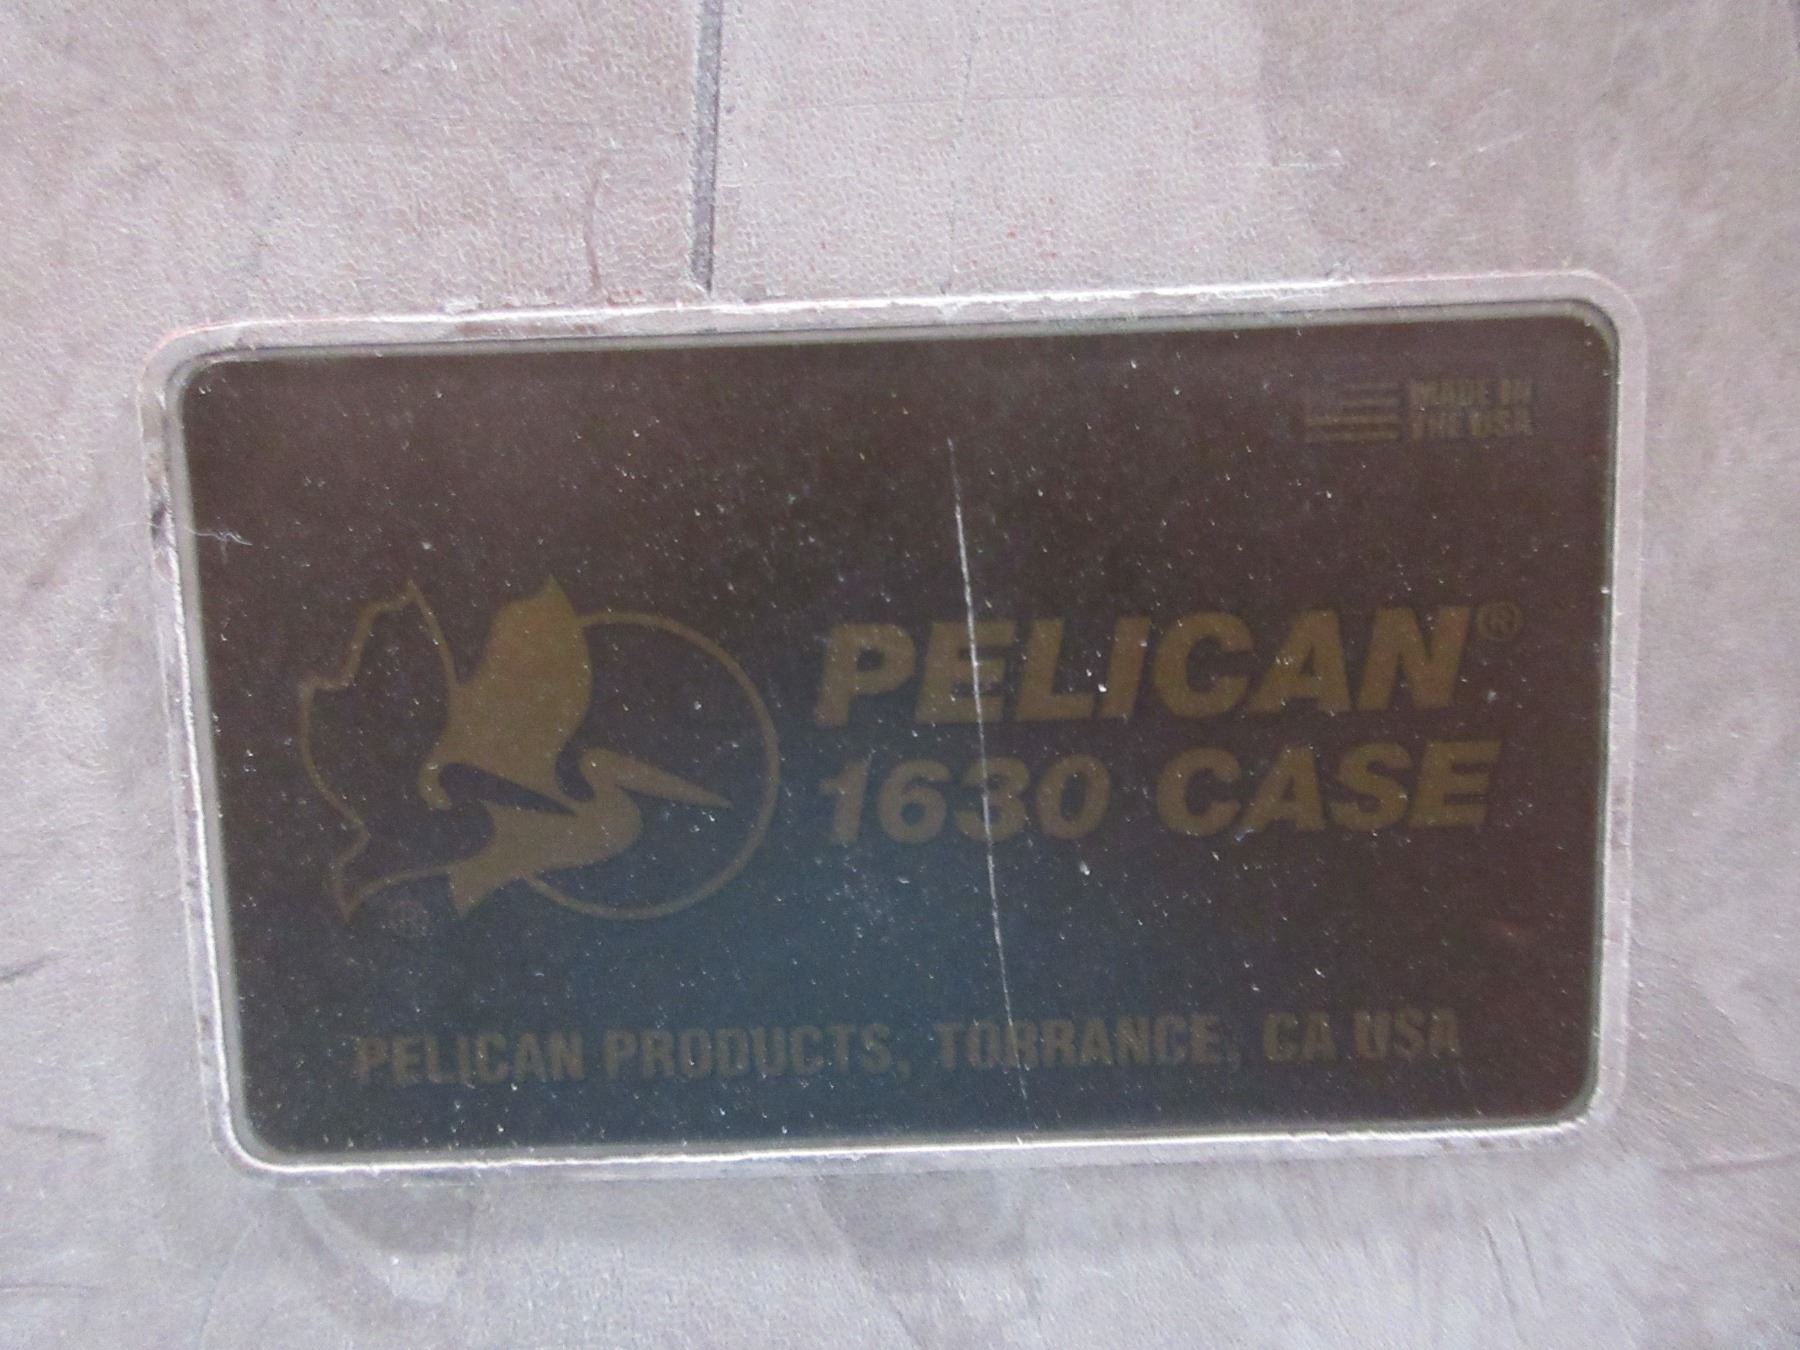 MADE IN
THE USA
PELICAN®
1630 CASE
®
PELICAN PRODUCTS, TORRANCE, CA USA